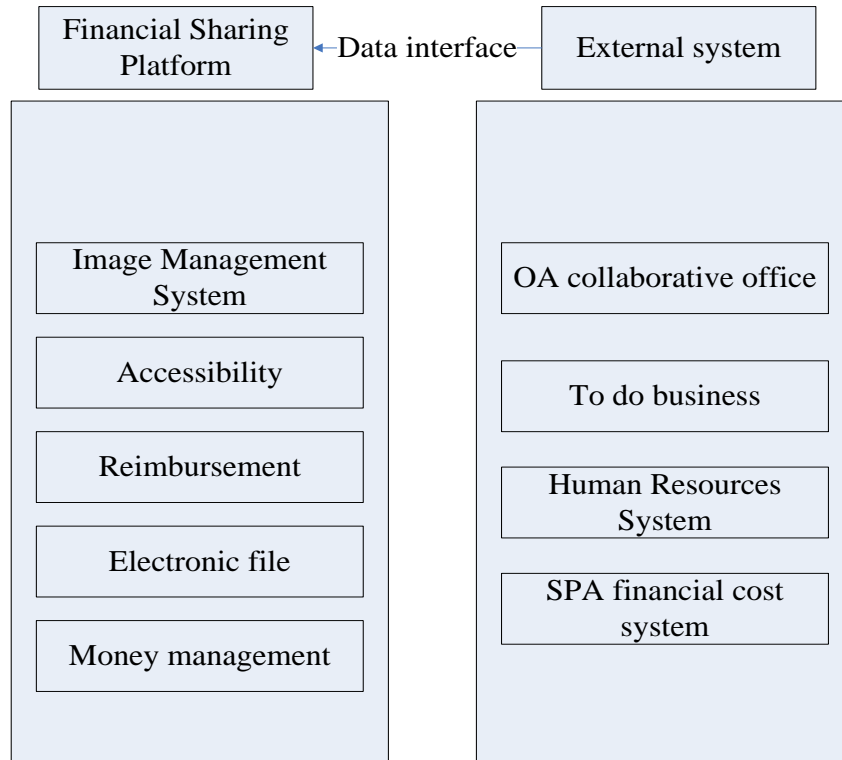 Financial Sharing
Platform
Data interface
External system
Image Management
System
Accessibility
Reimbursement
Electronic file
Money management
OA collaborative office
To do business
Human Resources
System
SPA financial cost
system